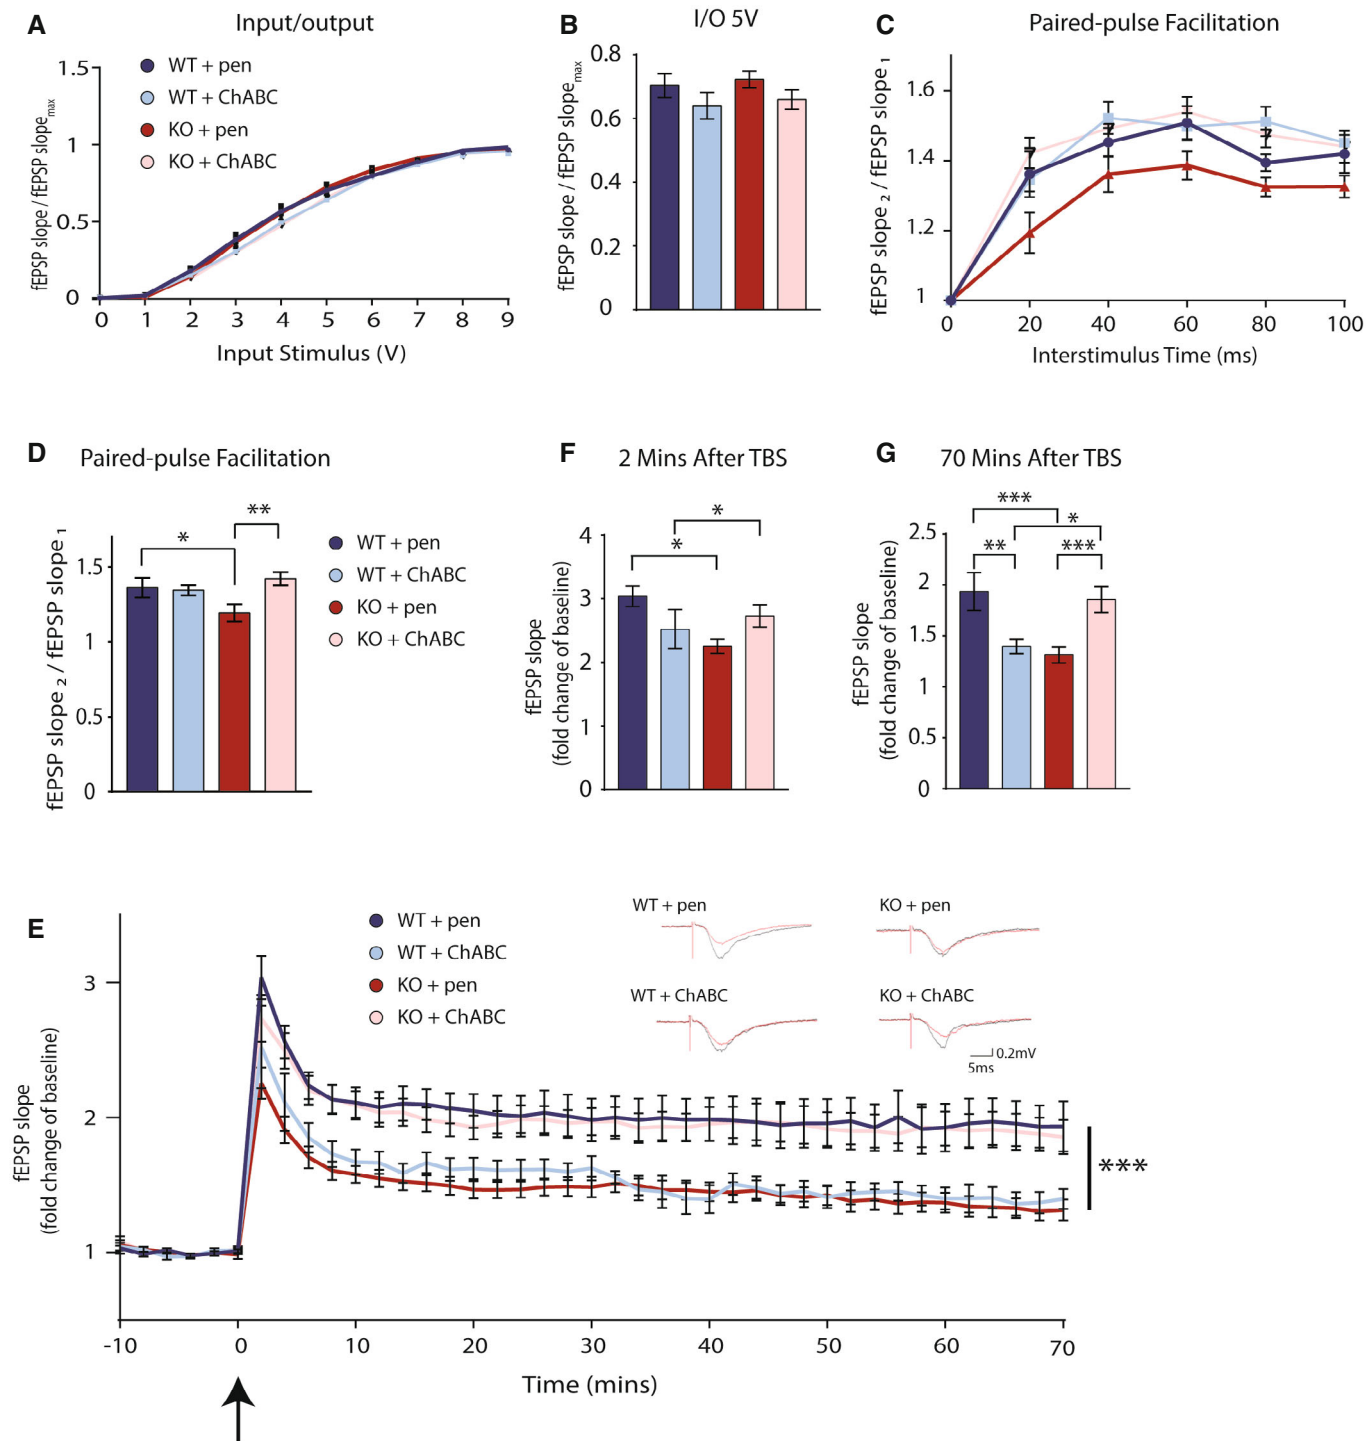 A
Input/output
WT + pen
WT + ChABC
KO + pen
KO + ChABC
fEPSP slope / fEPSP slope max
1.5
1
0.5
0
0 1 2 3 4 5 6 7 8 9
Input Stimulus (V)
B
I/O 5V
fEPSP slope / fEPSP slope max
0.8
0.6
0.4
0.2
0
C
Paired-pulse Facilitation
fEPSP slope 2 / fEPSP slope 1
1.6
1.4
1.2
1
0 20 40 60 80 100
Interstimulus Time (ms)
D
Paired-pulse Facilitation
fEPSP slope 2 / fEPSP slope 1
1.5
1
0.5
0
*
**
WT + pen
WT + ChABC
KO + pen
KO + ChABC
F
2 Mins After TBS
fEPSP slope
(fold change of baseline)
4
3
2
1
0
*
*
G
70 Mins After TBS
fEPSP slope
(fold change of baseline)
2.5
2
1.5
1
0.5
0
***
*
**
***
E
WT + pen
WT + ChABC
KO + pen
KO + ChABC
WT + pen
KO + pen
WT + ChABC
KO + ChABC
0.2mV
5ms
fEPSP slope
(fold change of baseline)
3
2
1
***
-10 0 10 20 30 40 50 60 70
Time (mins)